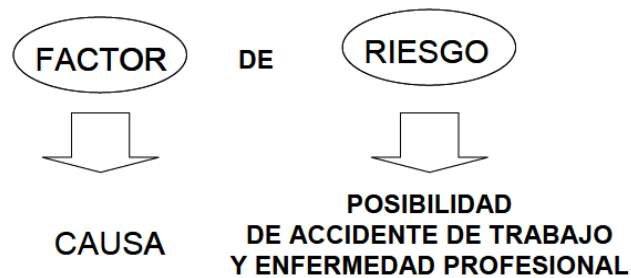 FACTOR DE RIESGO
CAUSA
POSIBILIDAD
DE ACCIDENTE DE TRABAJO
Y ENFERMEDAD PROFESIONAL